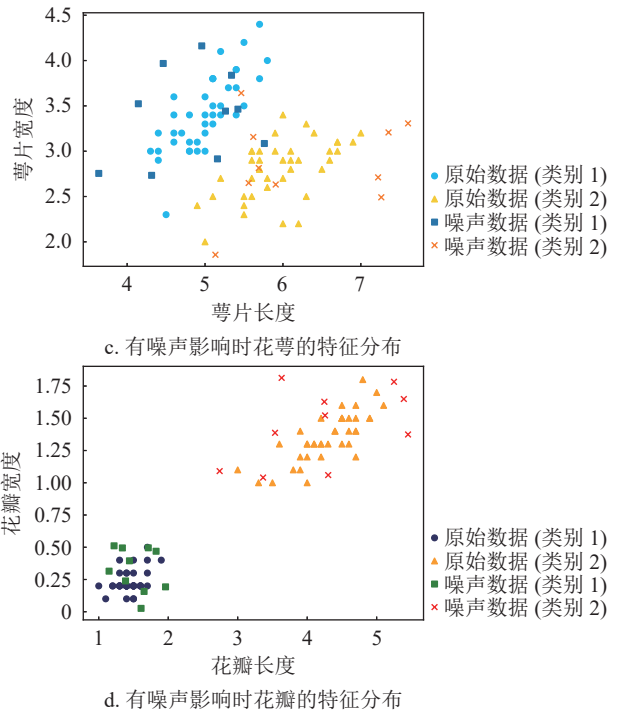 4.5
4.0
3.5
3.0
2.5
2.0
萼片宽度
4 5 6 7
萼片长度
原始数据 (类别 1)
原始数据 (类别 2)
噪声数据 (类别 1)
噪声数据 (类别 2)
c. 有噪声影响时花萼的特征分布
1.75
1.50
1.25
1.00
0.75
0.50
0.25
0
花瓣宽度
1 2 3 4 5
花瓣长度
原始数据 (类别 1)
原始数据 (类别 2)
噪声数据 (类别 1)
噪声数据 (类别 2)
d. 有噪声影响时花瓣的特征分布